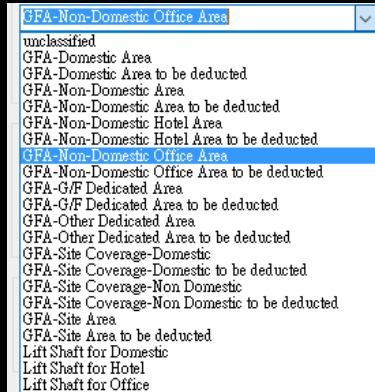 GFA-Non-Domestic Office Area
unclassified
GFA-Domestic Area
GFA-Domestic Area to be deducted
GFA-Non-Domestic Area
GFA-Non-Domestic Area to be deducted
GFA-Non-Domestic Hotel Area
GFA-Non-Domestic Hotel Area to be deducted
GFA-Non-Domestic Office Area
GFA-Non-Domestic Office Area to be deducted
GFA-G/F Dedicated Area
GFA-G/F Dedicated Area to be deducted
GFA-Other Dedicated Area
GFA-Other Dedicated Area to be deducted
GFA-Site Coverage-Domestic
GFA-Site Coverage-Domestic to be deducted
GFA-Site Coverage-Non Domestic
GFA-Site Coverage-Non Domestic to be deducted
GFA-Site Area
GFA-Site Area to be deducted
Lift Shaft for Domestic
Lift Shaft for Hotel
Lift Shaft for Office